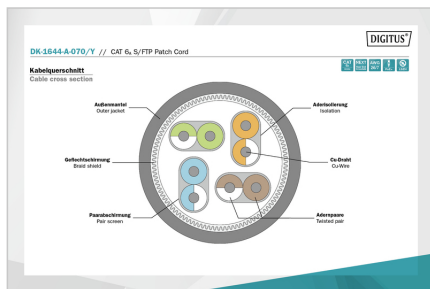 DIGITUS®
DK-1644-A-070/Y // CAT 6A S/FTP Patch Cord
Kabelquerschnitt
Cable cross section
Außenmantel
Outer jacket
Aderisolierung
Isolation
Geflechtschirmung
Braid shield
Cu-Draht
Cu-Wire
Paarabschirmung
Pair screen
Adernpaare
Twisted pair